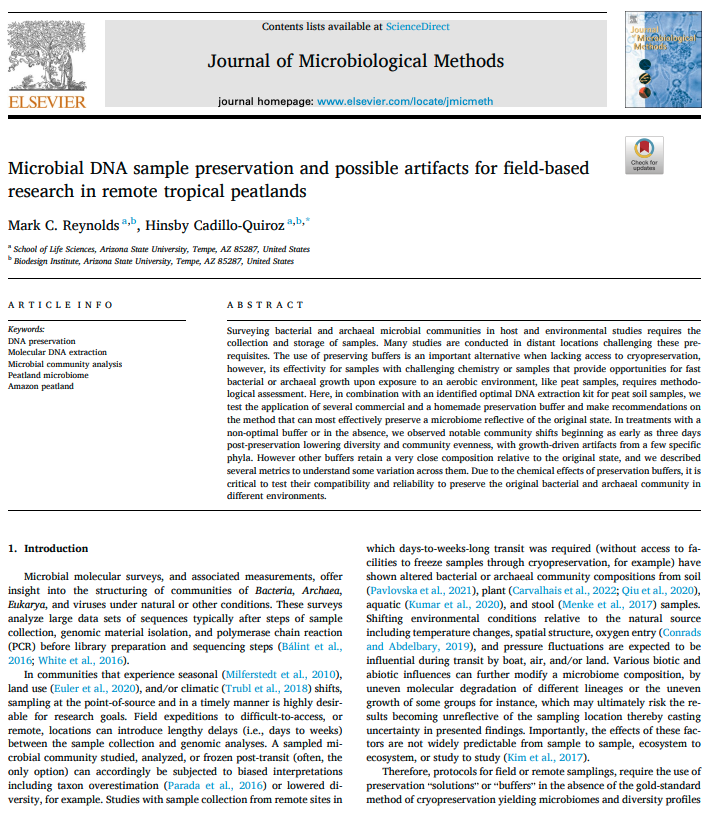 Contents lists available at ScienceDirect
Journal of Microbiological Methods
journal homepage: www.elsevier.com/locate/jmicmeth
ELSEVIER
Journal of Microbiological Methods
Check for
updates
Microbial DNA sample preservation and possible artifacts for field-based
research in remote tropical peatlands
Mark C. Reynolds a,b, Hinsby Cadillo-Quiroz a,b,*
a School of Life Sciences, Arizona State University, Tempe, AZ 85287, United States
b Biodesign Institute, Arizona State University, Tempe, AZ 85287, United States
ARTICLE INFO
Keywords:
DNA preservation
Molecular DNA extraction
Microbial community analysis
Peatland microbiome
Amazon peatland
ABSTRACT
Surveying bacterial and archaeal microbial communities in host and environmental studies requires the
collection and storage of samples. Many studies are conducted in distant locations challenging these pre-
requisites. The use of preserving buffers is an important alternative when lacking access to cryopreservation,
however, its effectivity for samples with challenging chemistry or samples that provide opportunities for fast
bacterial or archaeal growth upon exposure to an aerobic environment, like peat samples, requires methodo-
logical assessment. Here, in combination with an identified optimal DNA extraction kit for peat soil samples, we
test the application of several commercial and a homemade preservation buffer and make recommendations on
the method that can most effectively preserve a microbiome reflective of the original state. In treatments with a
non-optimal buffer or in the absence, we observed notable community shifts beginning as early as three days
post-preservation lowering diversity and community evenness, with growth-driven artifacts from a few specific
phyla. However other buffers retain a very close composition relative to the original state, and we described
several metrics to understand some variation across them. Due to the chemical effects of preservation buffers, it is
critical to test their compatibility and reliability to preserve the original bacterial and archaeal community in
different environments.
1. Introduction
Microbial molecular surveys, and associated measurements, offer
insight into the structuring of communities of Bacteria, Archaea,
Eukarya, and viruses under natural or other conditions. These surveys
analyze large data sets of sequences typically after steps of sample
collection, genomic material isolation, and polymerase chain reaction
(PCR) before library preparation and sequencing steps (Bálint et al.,
2016; White et al., 2016).
In communities that experience seasonal (Milferstedt et al., 2010),
land use (Euler et al., 2020), and/or climatic (Trubl et al., 2018) shifts,
sampling at the point-of-source and in a timely manner is highly desir-
able for research goals. Field expeditions to difficult-to-access, or
remote, locations can introduce lengthy delays (i.e., days to weeks)
between the sample collection and genomic analyses. A sampled mi-
crobial community studied, analyzed, or frozen post-transit (often, the
only option) can accordingly be subjected to biased interpretations
including taxon overestimation (Parada et al., 2016) or lowered di-
versity, for example. Studies with sample collection from remote sites in
which days-to-weeks-long transit was required (without access to fa-
cilities to freeze samples through cryopreservation, for example) have
shown altered bacterial or archaeal community compositions from soil
(Pavlovska et al., 2021), plant (Carvalhais et al., 2022; Qiu et al., 2020),
aquatic (Kumar et al., 2020), and stool (Menke et al., 2017) samples.
Shifting environmental conditions relative to the natural source
including temperature changes, spatial structure, oxygen entry (Conrads
and Abdelbary, 2019), and pressure fluctuations are expected to be
influential during transit by boat, air, and/or land. Various biotic and
abiotic influences can further modify a microbiome composition, by
uneven molecular degradation of different lineages or the uneven
growth of some groups for instance, which may ultimately risk the re-
sults becoming unreflective of the sampling location thereby casting
uncertainty in presented findings. Importantly, the effects of these fac-
tors are not widely predictable from sample to sample, ecosystem to
ecosystem, or study to study (Kim et al., 2017).
Therefore, protocols for field or remote samplings, require the use of
preservation “solutions” or “buffers” in the absence of the gold-standard
method of cryopreservation yielding microbiomes and diversity profiles